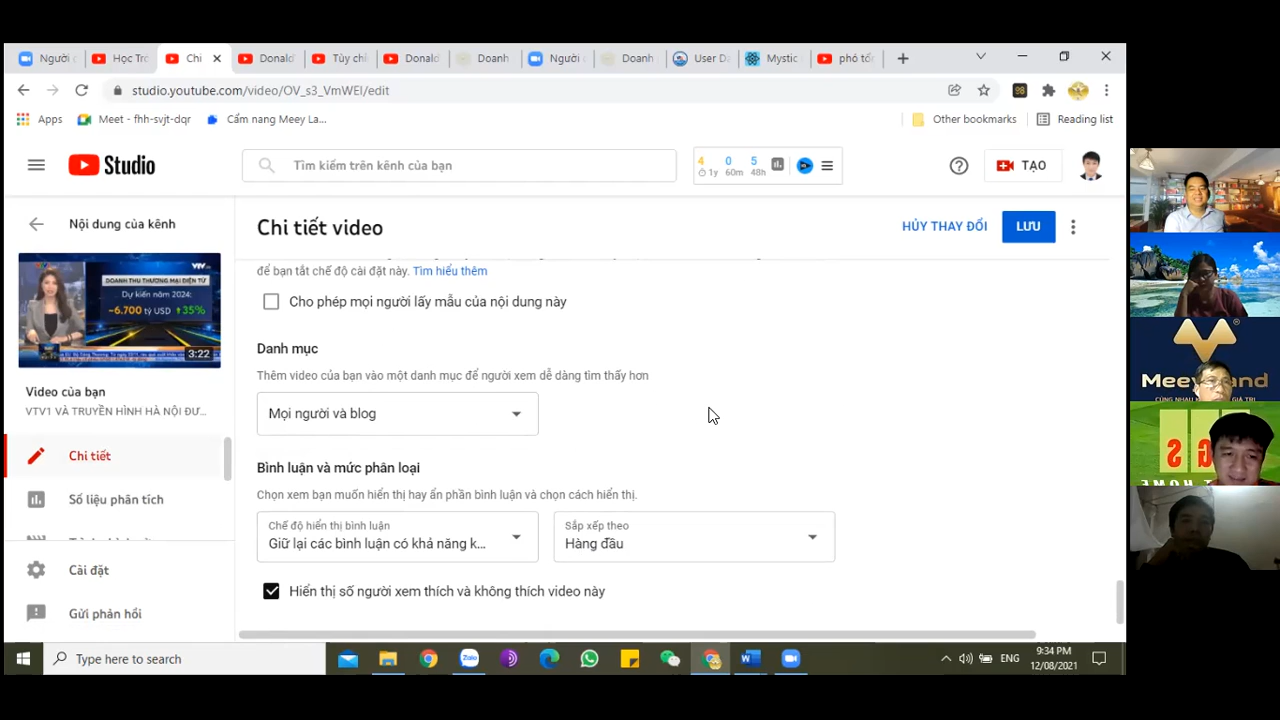 Người
Học Tr
Chi
Donald
Tùy chỉ
Donald
Doanh
Người
Doanh
User Da
Mystic
phó tổ
studio.youtube.com/video/OV_s3_VmWEI/edit
Apps
Meet - fhh-svjt-dqr
Cẩm nang Meey La...
Other bookmarks
Reading list
Studio
Tìm kiếm trên kênh của bạn
4 0 5
1y 60m 48h
TẠO
Nội dung của kênh
Chi tiết video
HỦY THAY ĐỔI
LƯU
để bạn tắt chế độ cài đặt này. Tìm hiểu thêm
Cho phép mọi người lấy mẫu của nội dung này
VTV1
DOANH THU THƯƠNG MẠI ĐIỆN TỬ
Dự kiến năm 2024:
~6.700 tỷ USD 35%
3:22
Danh mục
Thêm video của bạn vào một danh mục để người xem dễ dàng tìm thấy hơn
Mọi người và blog
Video của bạn
VTV1 VÀ TRUYỀN HÌNH HÀ NỘI ĐƯ...
Chi tiết
Số liệu phân tích
Cài đặt
Gửi phản hồi
Bình luận và mức phân loại
Chọn xem bạn muốn hiển thị hay ẩn phần bình luận và chọn cách hiển thị.
Chế độ hiển thị bình luận
Giữ lại các bình luận có khả năng k...
Sắp xếp theo
Hàng đầu
Hiển thị số người xem thích và không thích video này
Type here to search
ENG
9:34 PM
12/08/2021
CÙNG NHAU
G S